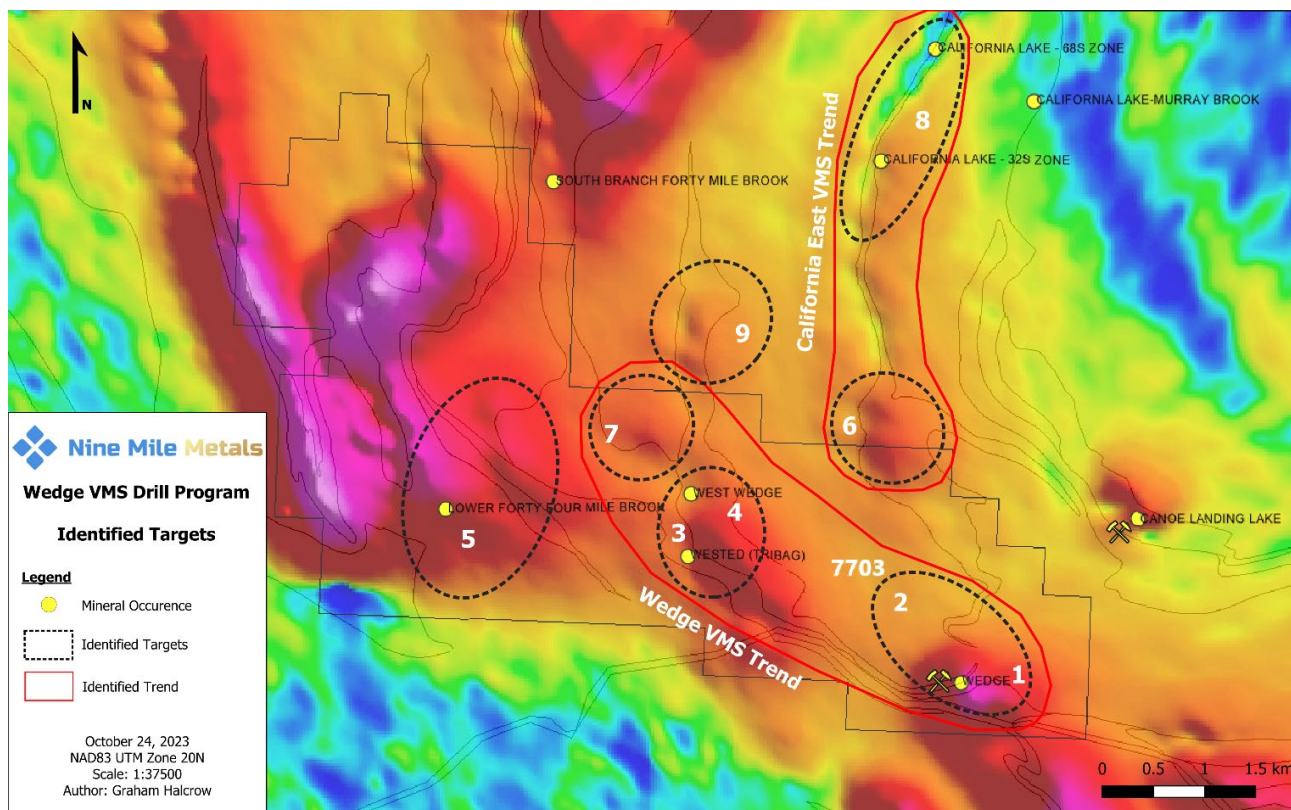 N
CALIFORNIA LAKE - 68S ZONE
CALIFORNIA LAKE-MURRAY BROOK
8
CALIFORNIA LAKE - 32S ZONE
SOUTH BRANCH FORTY MILE BROOK
California East VMS Trend
9
7
6
WEST WEDGE
4
LOWER FORTY FOUR MILE BROOK
5
3
WESTED (TRIBAG)
CANOE LANDING LAKE
7703
2
Wedge VMS Trend
WEDGE
1
Nine Mile Metals
Wedge VMS Drill Program
Identified Targets
Legend
Mineral Occurence
Identified Targets
Identified Trend
October 24, 2023
NAD83 UTM Zone 20N
Scale: 1:37500
Author: Graham Halcrow
0 0.5 1 1.5 km